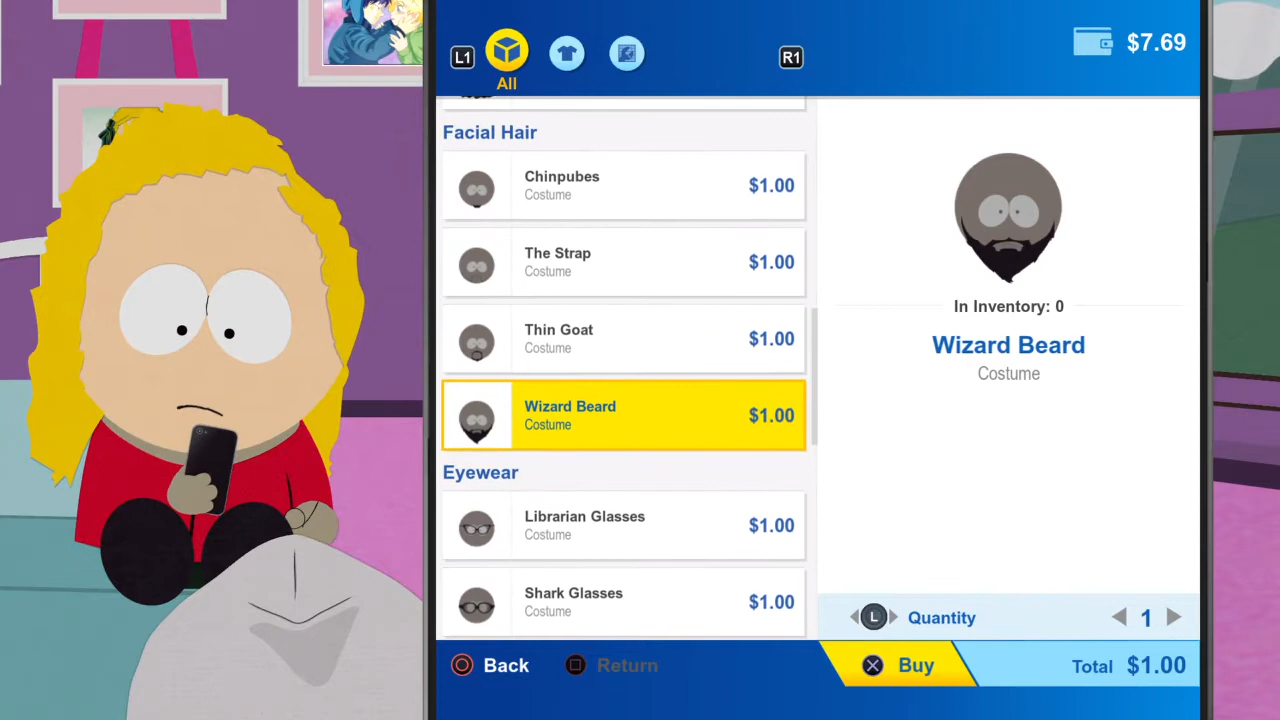 L1
All
R1
$7.69
Facial Hair
Chinpubes
Costume
$1.00
The Strap
Costume
$1.00
Thin Goat
Costume
$1.00
Wizard Beard
Costume
$1.00
Eyewear
Librarian Glasses
Costume
$1.00
Shark Glasses
Costume
$1.00
In Inventory: 0
Wizard Beard
Costume
L Quantity 1
Back
Return
Buy
Total $1.00